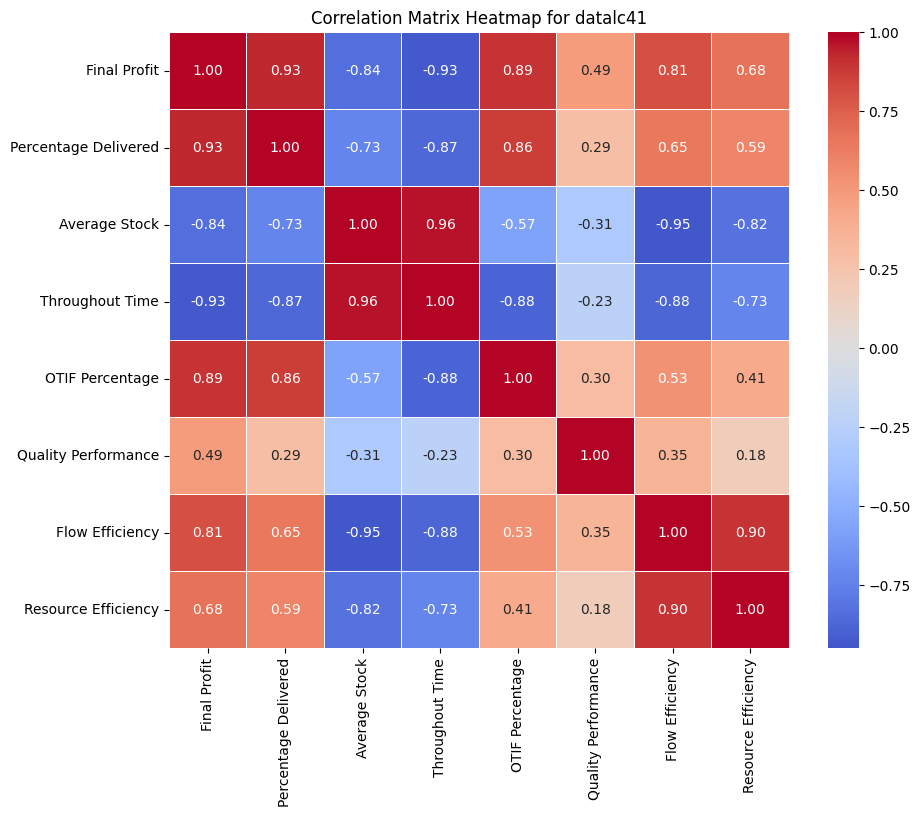 Correlation Matrix Heatmap for datalc41
Final Profit 1.00 0.93 -0.84 -0.93 0.89 0.49 0.81 0.68
Percentage Delivered 0.93 1.00 -0.73 -0.87 0.86 0.29 0.65 0.59
Average Stock -0.84 -0.73 1.00 0.96 -0.57 -0.31 -0.95 -0.82
Throughout Time -0.93 -0.87 0.96 1.00 -0.88 -0.23 -0.88 -0.73
OTIF Percentage 0.89 0.86 -0.57 -0.88 1.00 0.30 0.53 0.41
Quality Performance 0.49 0.29 -0.31 -0.23 0.30 1.00 0.35 0.18
Flow Efficiency 0.81 0.65 -0.95 -0.88 0.53 0.35 1.00 0.90
Resource Efficiency 0.68 0.59 -0.82 -0.73 0.41 0.18 0.90 1.00
Final Profit
Percentage Delivered
Average Stock
Throughout Time
OTIF Percentage
Quality Performance
Flow Efficiency
Resource Efficiency
1.00
0.75
0.50
0.25
0.00
−0.25
−0.50
−0.75